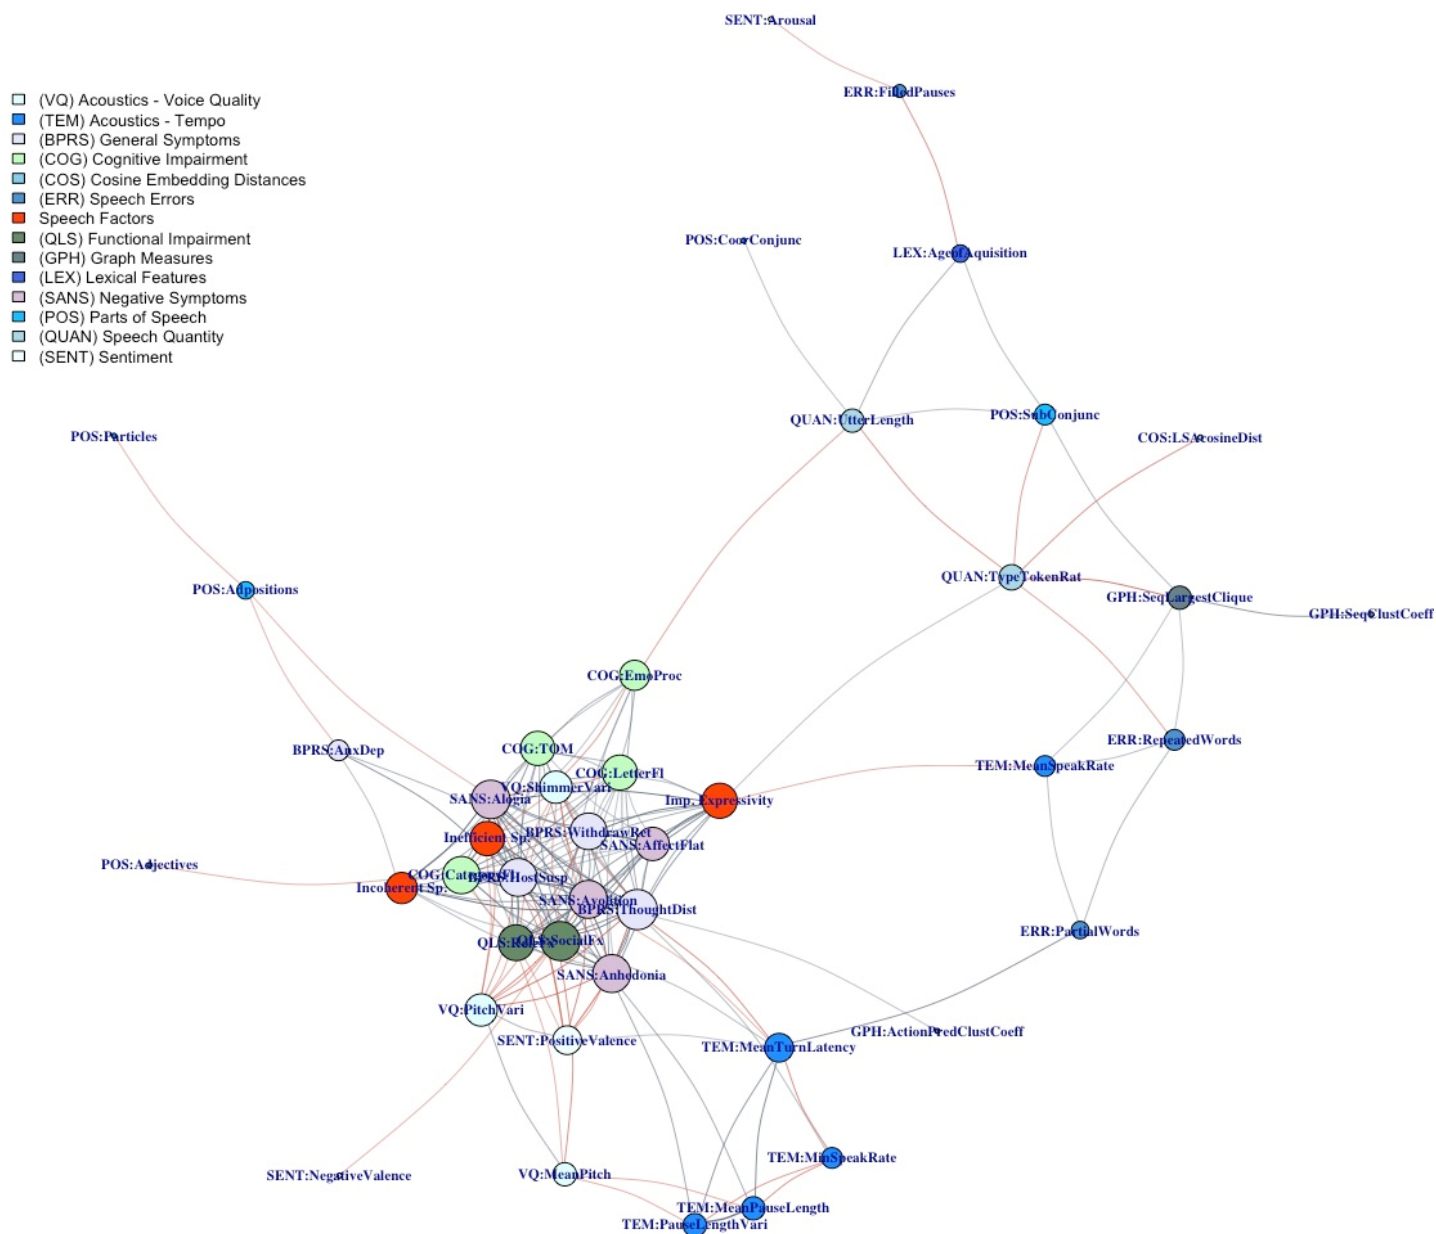 SENT:Arousal
ERR:FilledPauses
(VQ) Acoustics - Voice Quality
(TEM) Acoustics - Tempo
(BPRS) General Symptoms
(COG) Cognitive Impairment
(COS) Cosine Embedding Distances
(ERR) Speech Errors
Speech Factors
(QLS) Functional Impairment
(GPH) Graph Measures
(LEX) Lexical Features
(SANS) Negative Symptoms
(POS) Parts of Speech
(QUAN) Speech Quantity
(SENT) Sentiment
POS:CoorConjunc
LEX:AgeofAquisition
QUAN:UtterLength
POS:SubConjunc
POS:Particles
COS:LSAcosineDist
QUAN:TypeTokenRat
POS:Adpositions
GPH:SeqLargestClique
GPH:SeqClustCoeff
COG:EmoProc
BPRS:AnxDep
COG:TOM
ERR:RepeatedWords
TEM:MeanSpeakRate
COG:LetterFl
VQ:ShimmerVari
SANS:Alogia
Imp. Expressivity
Inefficient Sp.
BPRS:WithdrawRet
SANS:AffectFlat
POS:Adjectives
COG:CategoryFl
BPRS:HostSusp
Incoherent Sp.
SANS:Avolition
BPRS:ThoughtDist
ERR:PartialWords
QLS:SocialFx
SANS:Anhedonia
VQ:PitchVari
GPH:ActionPredClustCoeff
SENT:PositiveValence
TEM:MeanTurnLatency
TEM:MinSpeakRate
SENT:NegativeValence
VQ:MeanPitch
TEM:MeanPauseLength
TEM:PauseLengthVari